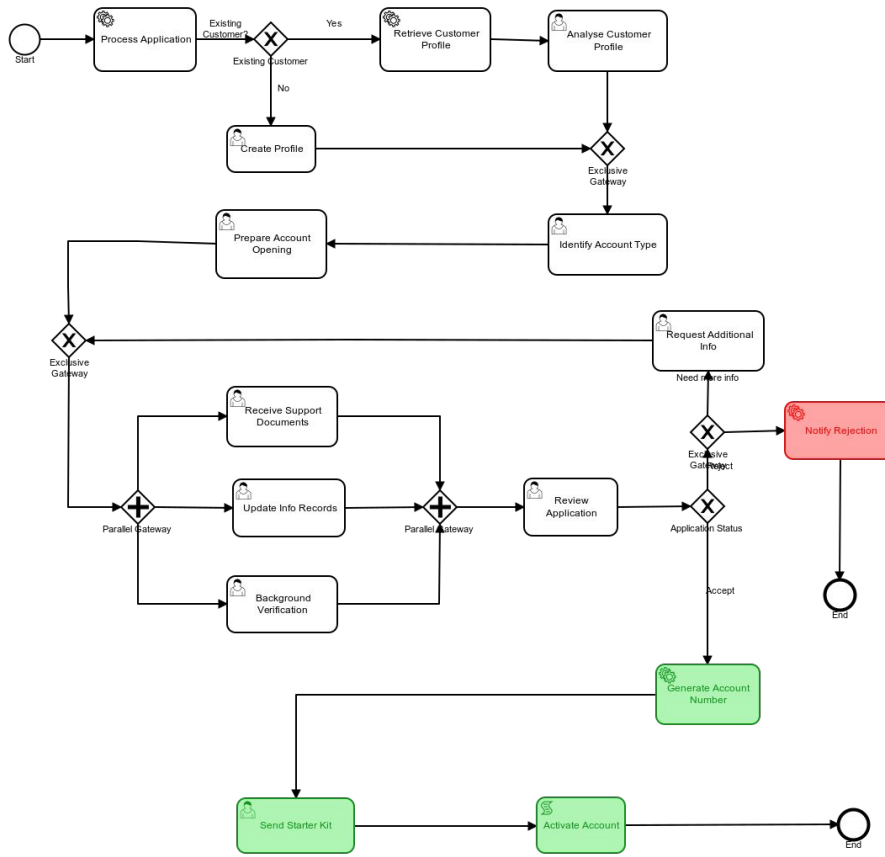 Start
Process Application
Existing
Customer?
Existing Customer
Yes
Retrieve Customer
Profile
Analyse Customer
Profile
No
Create Profile
Exclusive
Gateway
Prepare Account
Opening
Identify Account Type
Exclusive
Gateway
Request Additional
Info
Need more info
Receive Support
Documents
Exclusive
Gateway
Reject
Notify Rejection
Parallel Gateway
Update Info Records
Parallel Gateway
Review
Application
Application Status
Background
Verification
Accept
End
Generate Account
Number
Send Starter Kit
Activate Account
End